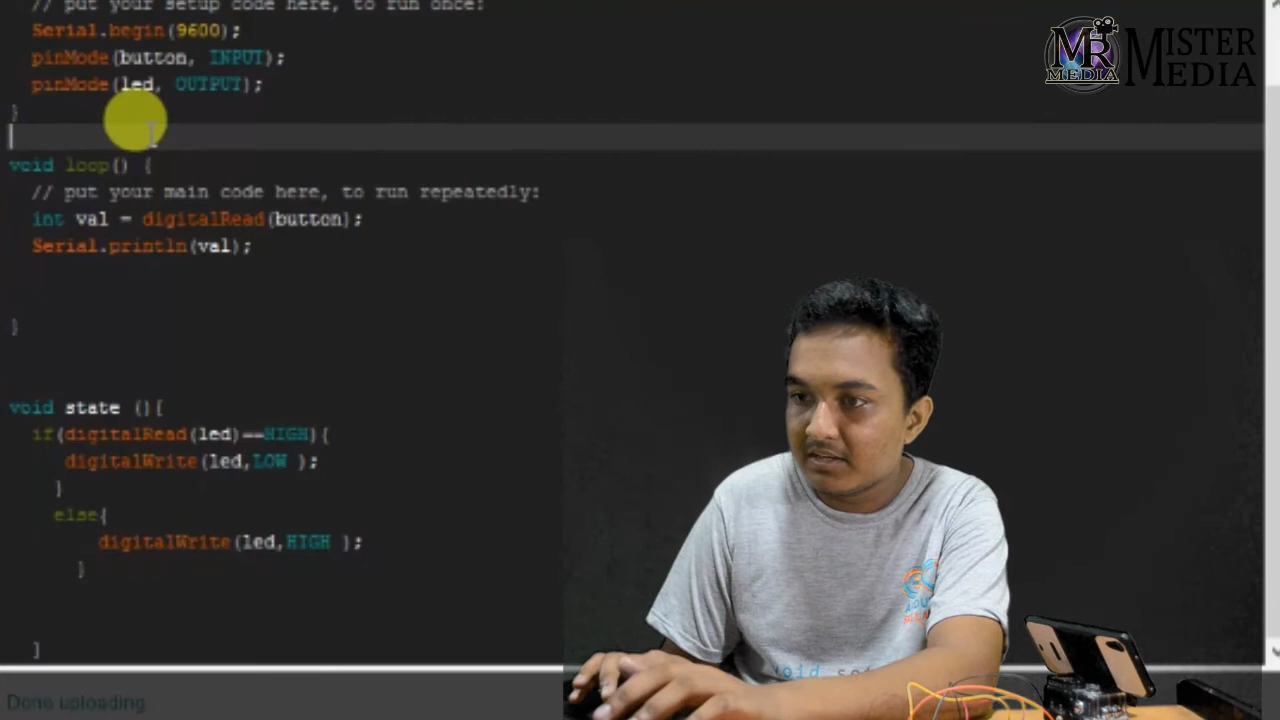 // put your setup code here, to run once:
Serial.begin(9600);
pinMode(button, INPUT);
pinMode(led, OUTPUT);
}
void loop() {
// put your main code here, to run repeatedly:
int val = digitalRead(button);
Serial.println(val);
}
void state (){
if(digitalRead(led)==HIGH){
digitalWrite(led,LOW );
}
else{
digitalWrite(led,HIGH );
}
}
Done uploading
MR
MEDIA
MISTER
MEDIA